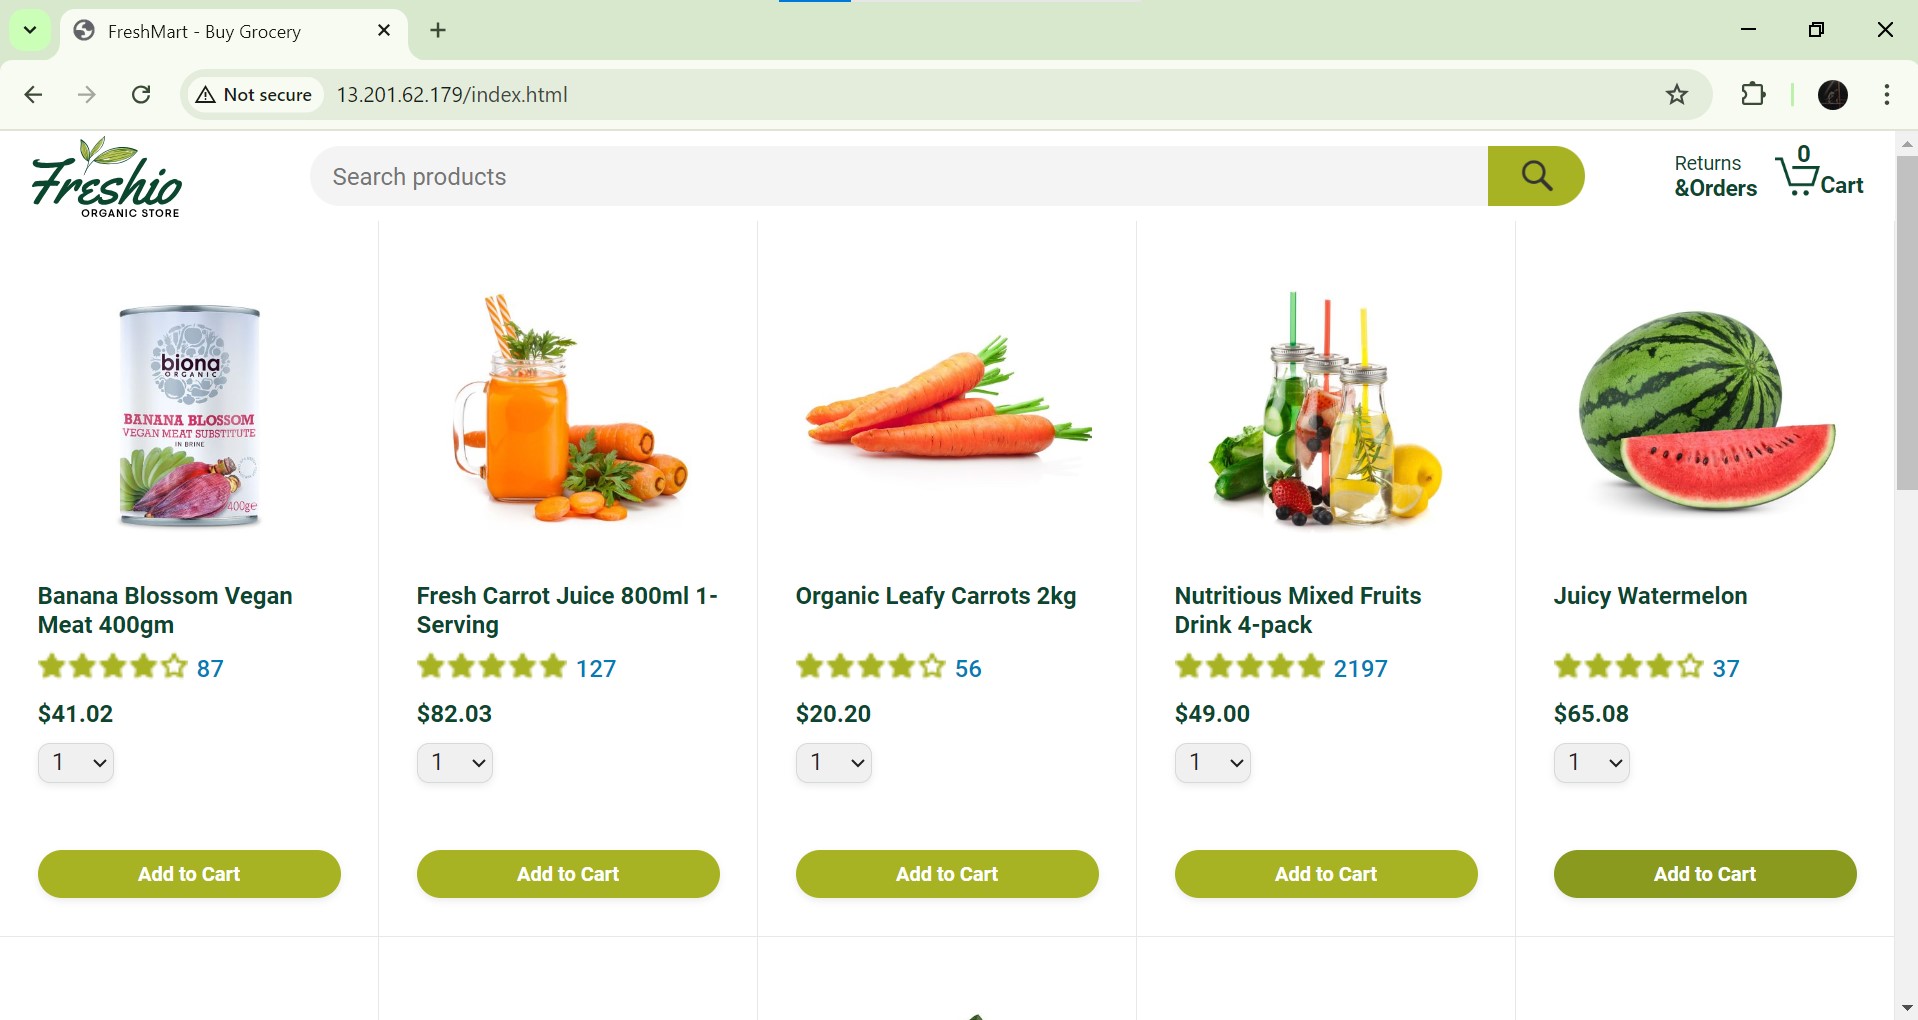 FreshMart - Buy Grocery
Not secure
13.201.62.179/index.html
Freshio
ORGANIC STORE
Search products
Returns
&Orders
0
Cart
biona
ORGANIC
BANANA BLOSSOM
VEGAN MEAT SUBSTITUTE
IN BRINE
400ge
Banana Blossom Vegan
Meat 400gm
87
$41.02
1
Add to Cart
Fresh Carrot Juice 800ml 1-
Serving
127
$82.03
1
Add to Cart
Organic Leafy Carrots 2kg
56
$20.20
1
Add to Cart
Nutritious Mixed Fruits
Drink 4-pack
2197
$49.00
1
Add to Cart
Juicy Watermelon
37
$65.08
1
Add to Cart